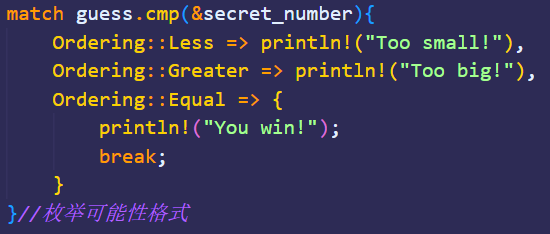 match guess.cmp(&secret_number){
    Ordering::Less => println!("Too small!"),
    Ordering::Greater => println!("Too big!"),
    Ordering::Equal => {
        println!("You win!");
        break;
    }
}//枚举可能性格式